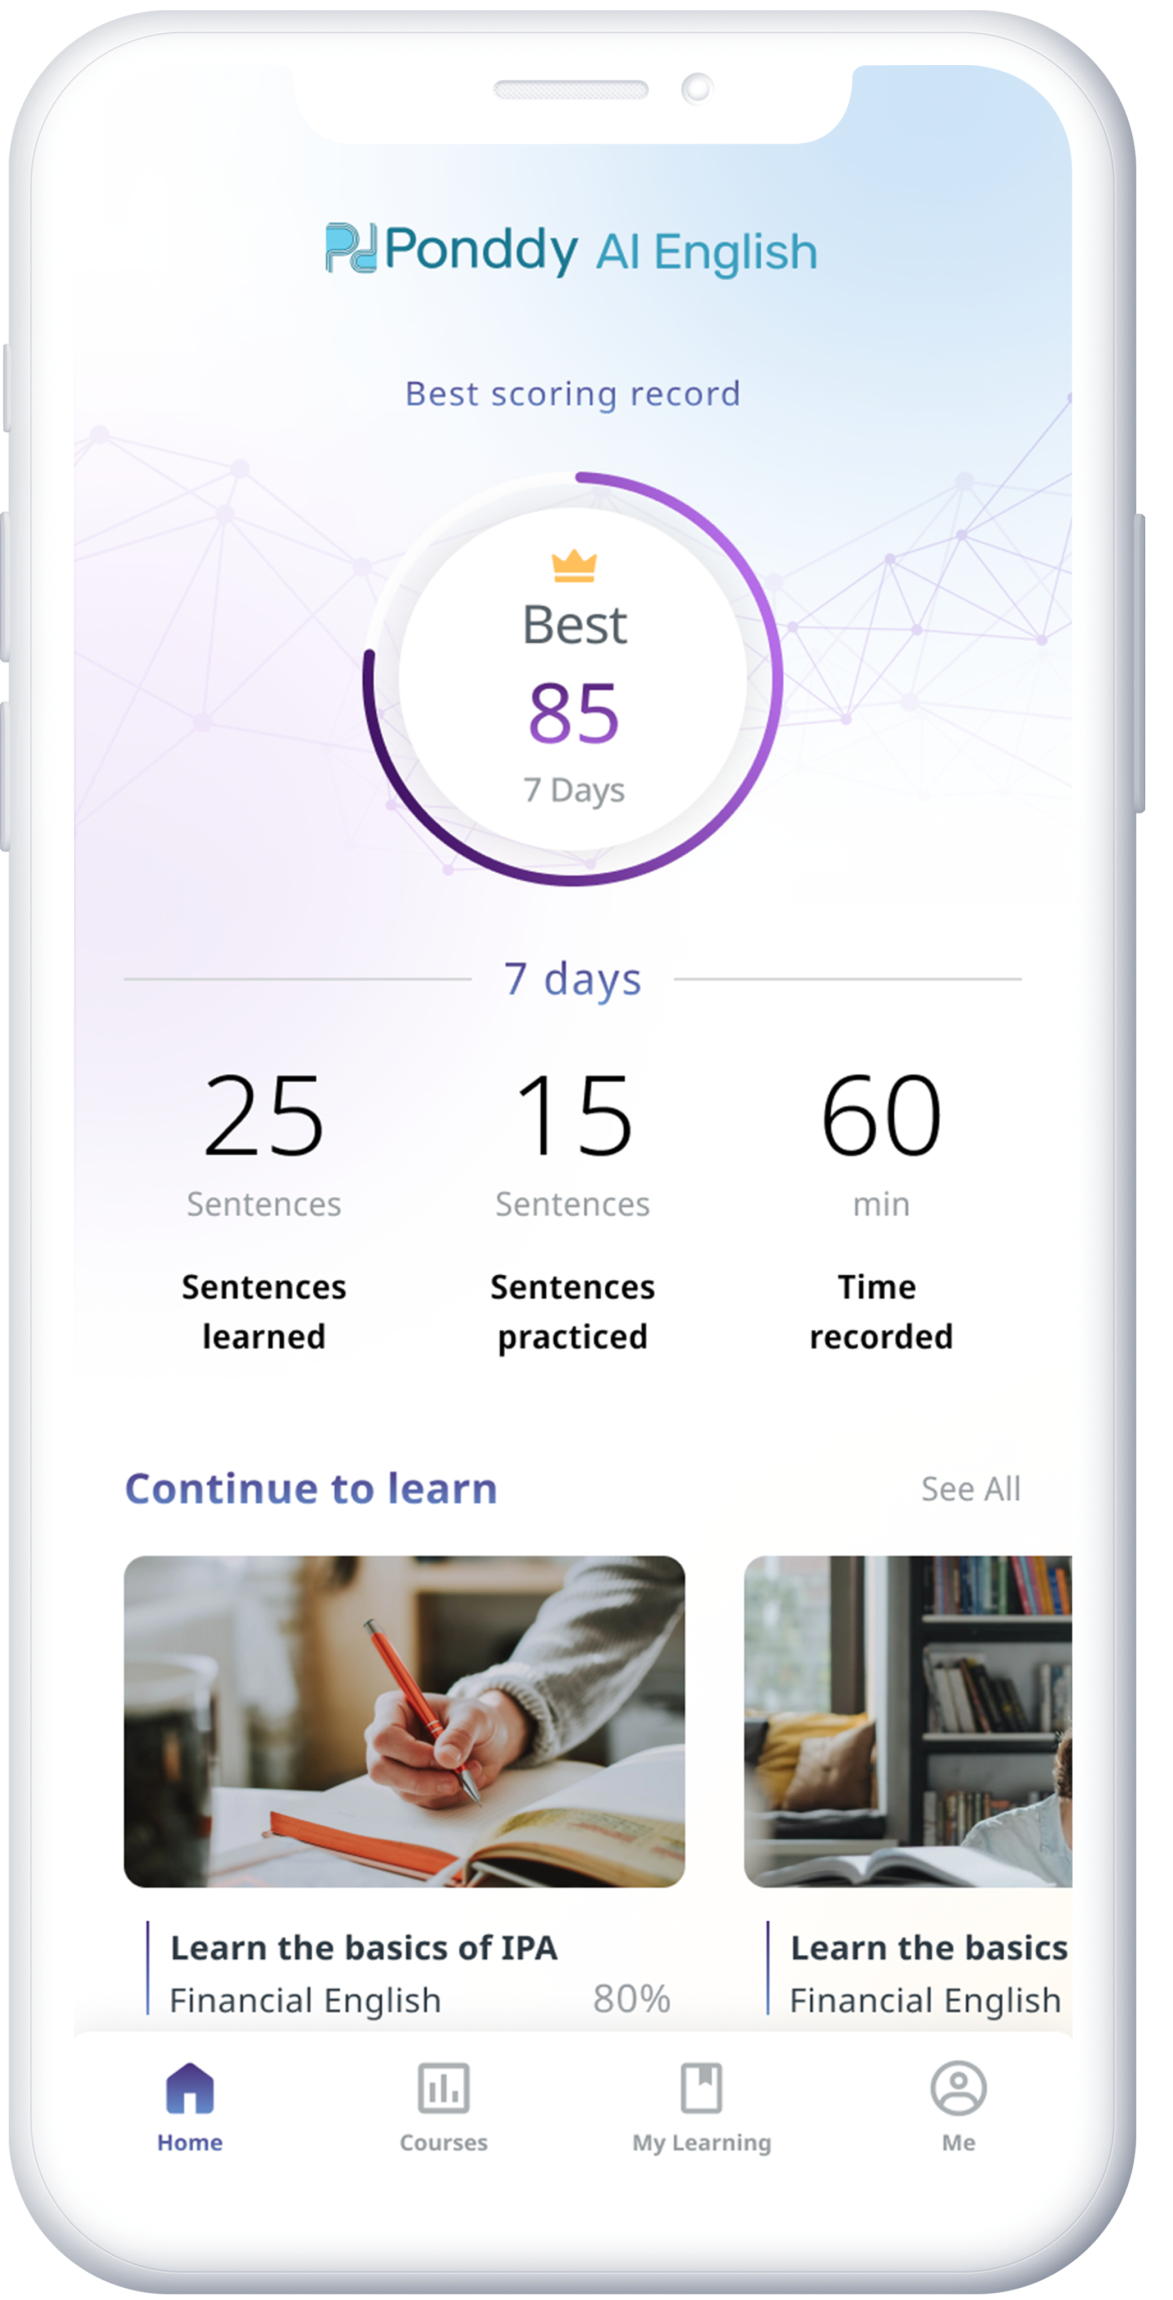 Ponddy AI English
Best scoring record
Best
85
7 Days
7 days
25
15
60
Sentences
Sentences
min
Sentences
learned
Sentences
practiced
Time
recorded
Continue to learn
See All
Learn the basics of IPA
Financial English
80%
Learn the basics
Financial English
Home
Courses
My Learning
Me